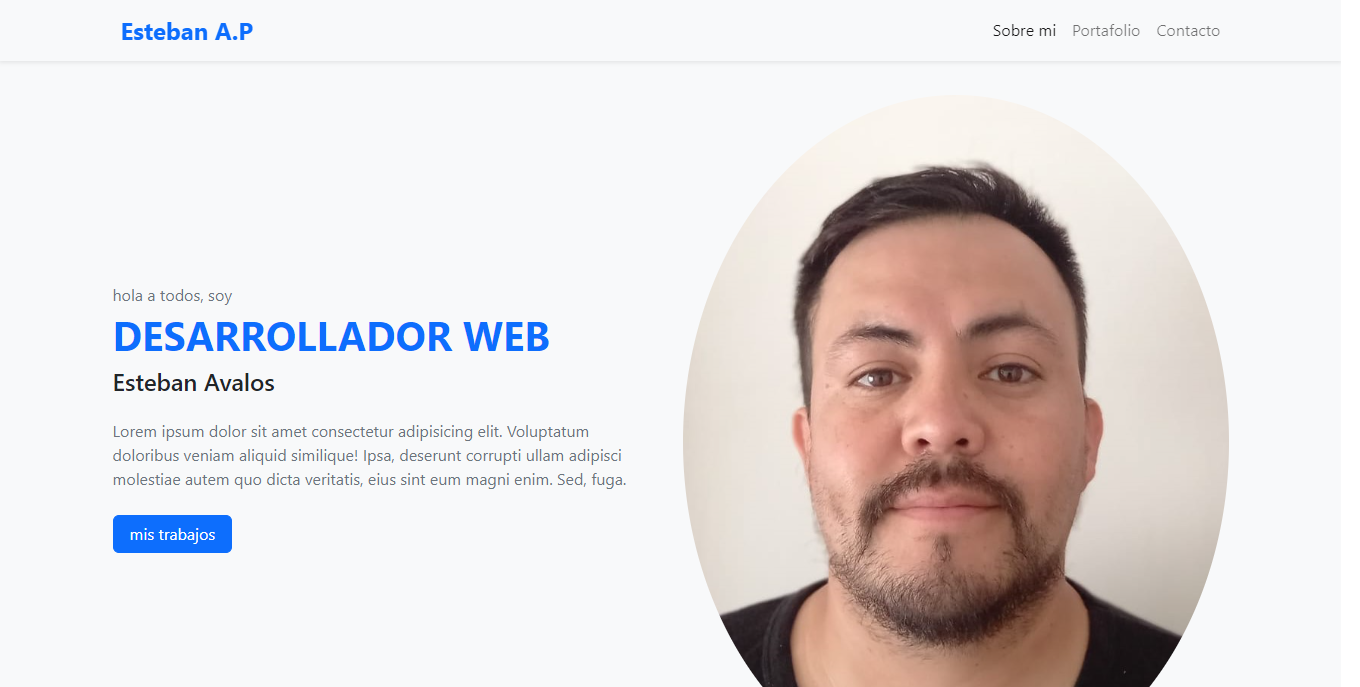 Esteban A.P
Sobre mi Portafolio Contacto
hola a todos, soy
DESARROLLADOR WEB
Esteban Avalos
Lorem ipsum dolor sit amet consectetur adipisicing elit. Voluptatum
doloribus veniam aliquid similique! Ipsa, deserunt corrupti ullam adipisci
molestiae autem quo dicta veritatis, eius sint eum magni enim. Sed, fuga.
mis trabajos